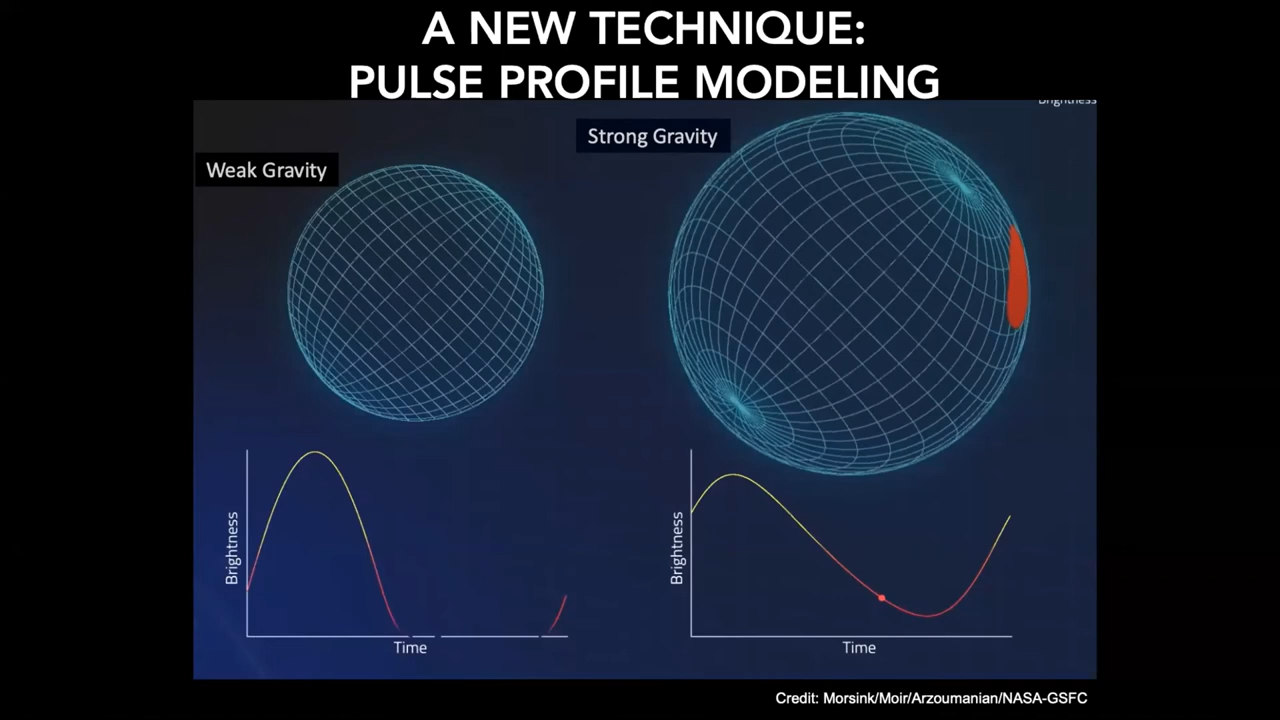 A NEW TECHNIQUE:
PULSE PROFILE MODELING
Brightness
Strong Gravity
Weak Gravity
Brightness
Time
Brightness
Time
Credit: Morsink/Moir/Arzoumanian/NASA-GSFC